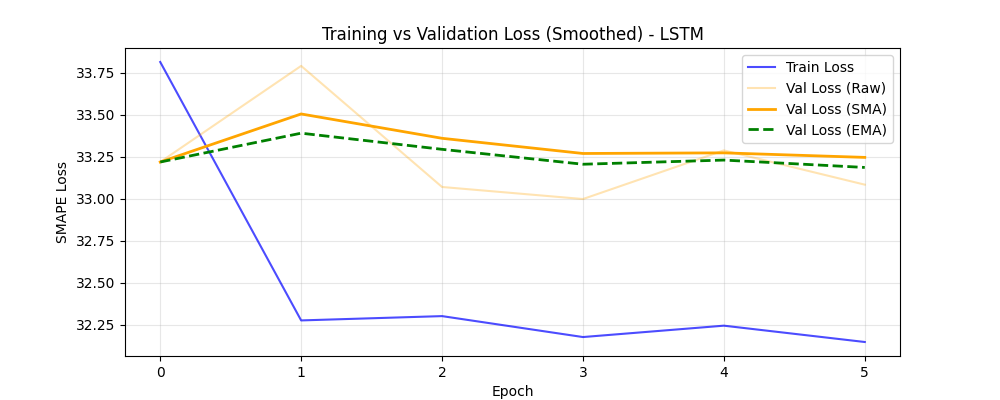 Training vs Validation Loss (Smoothed) - LSTM
Train Loss
Val Loss (Raw)
Val Loss (SMA)
Val Loss (EMA)
SMAPE Loss
33.75
33.50
33.25
33.00
32.75
32.50
32.25
0 1 2 3 4 5
Epoch